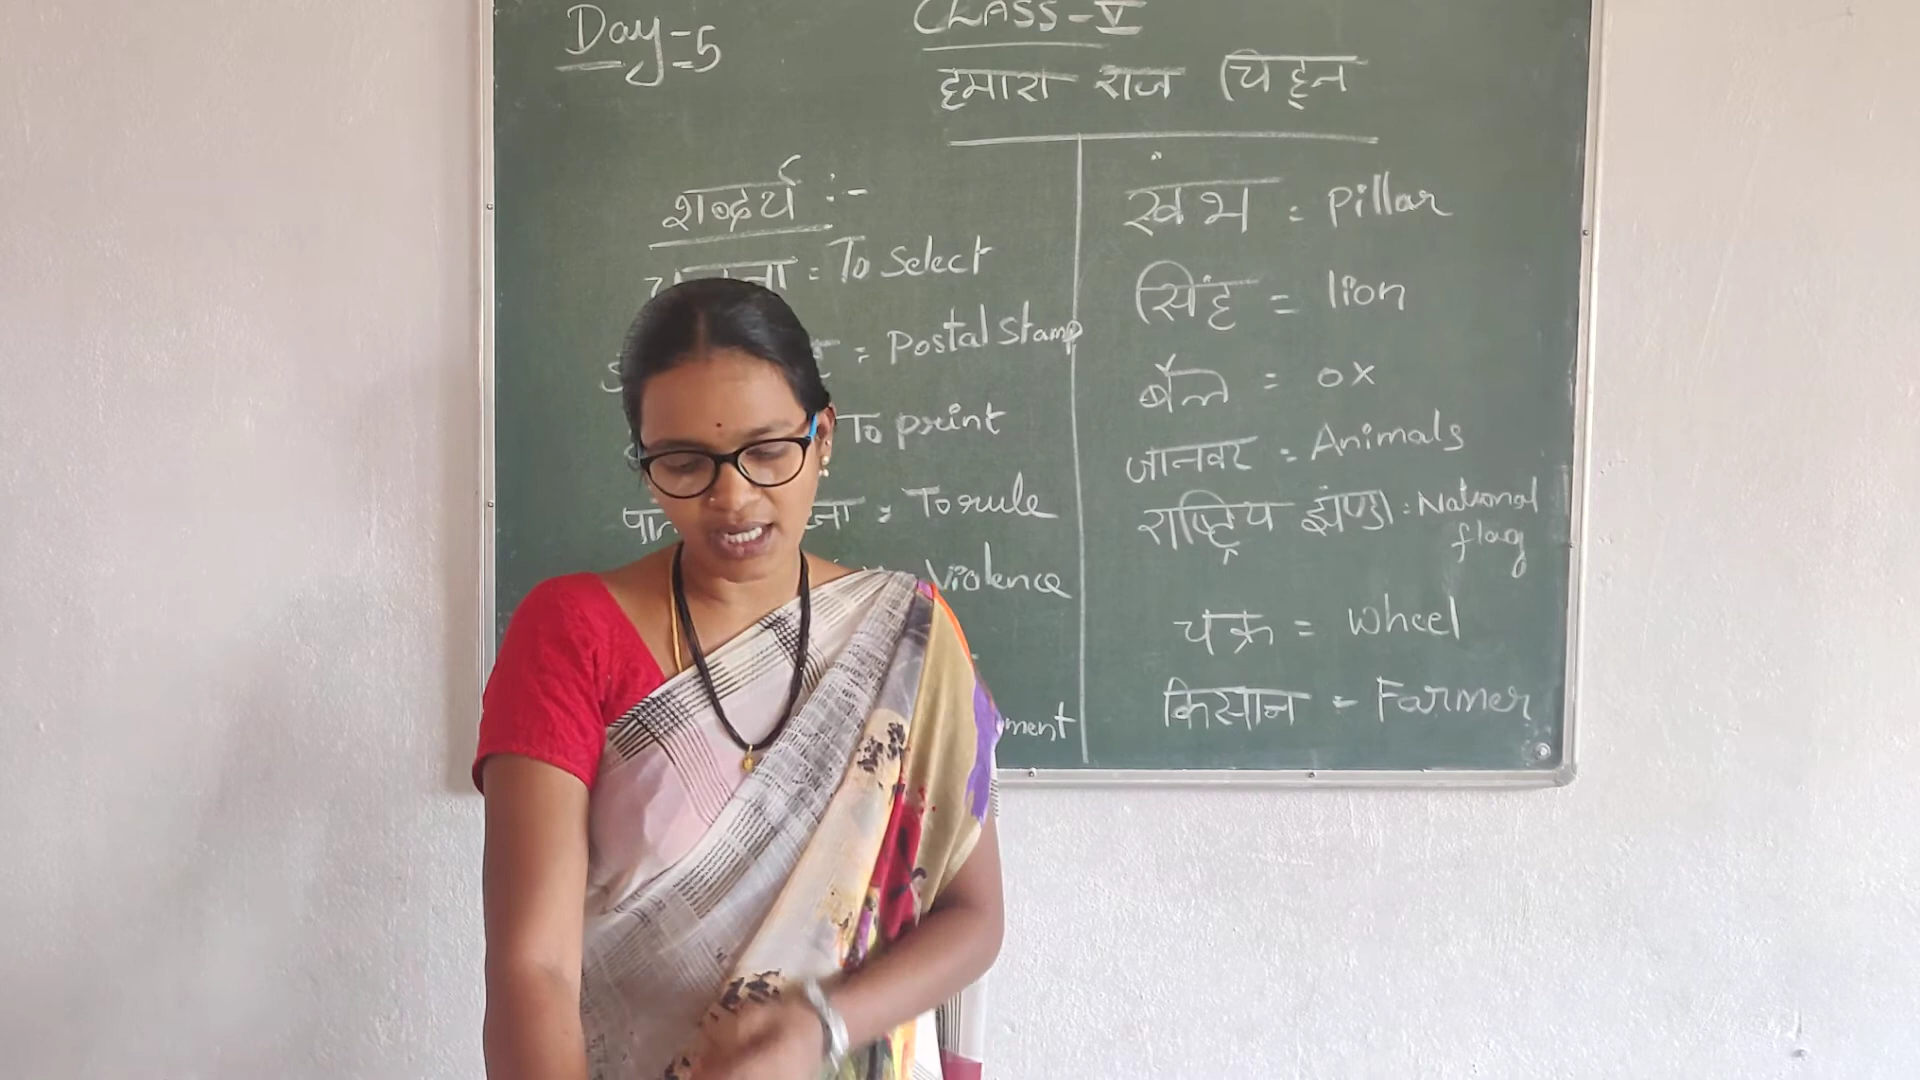 Day-5
CLASS-V
हमारा राज चिह्न
शब्दर्थ :-
= To Select
= Postal Stamp
To print
= To rule
Violence
खंभ = Pillar
सिंह = lion
बैल = ox
जानवर = Animals
राष्ट्रिय झण्डा : National
flag
चक्र = wheel
किसान = Farmer